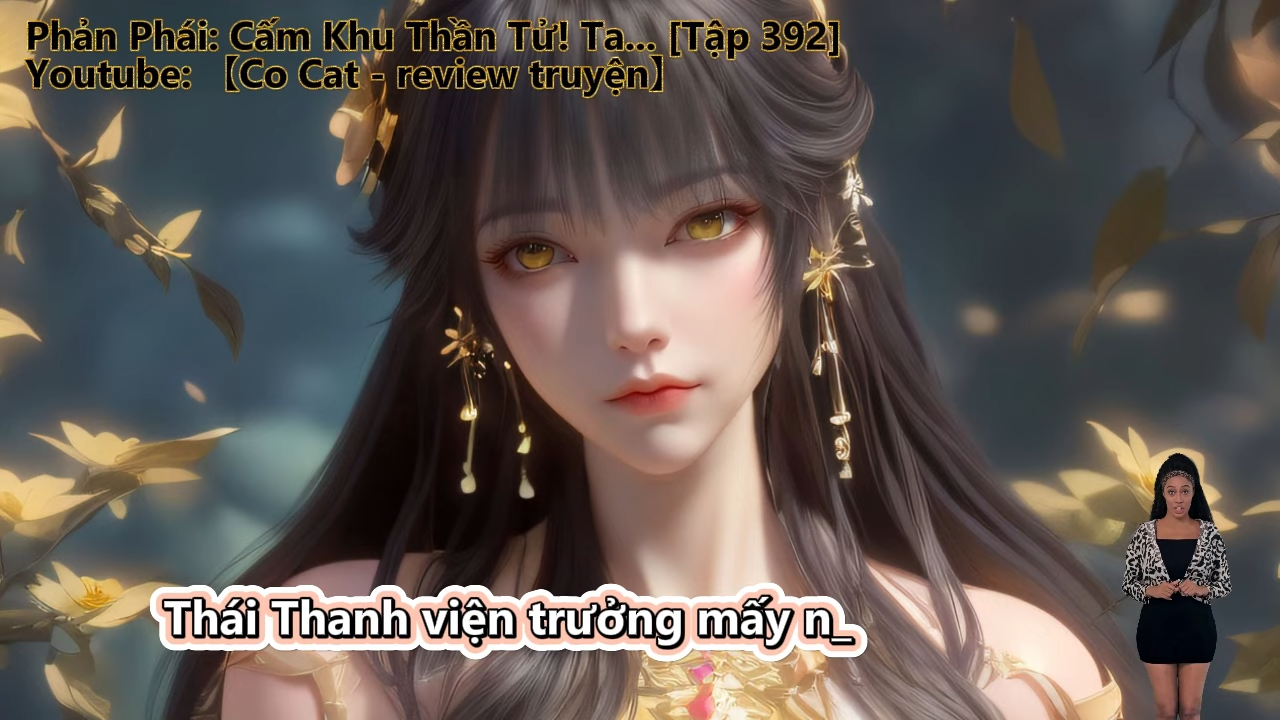 Phản Phái: Cấm Khu Thần Tử! Ta... [Tập 392]
Youtube: 【Co Cat - review truyện】
Thái Thanh viện trưởng mấy n_